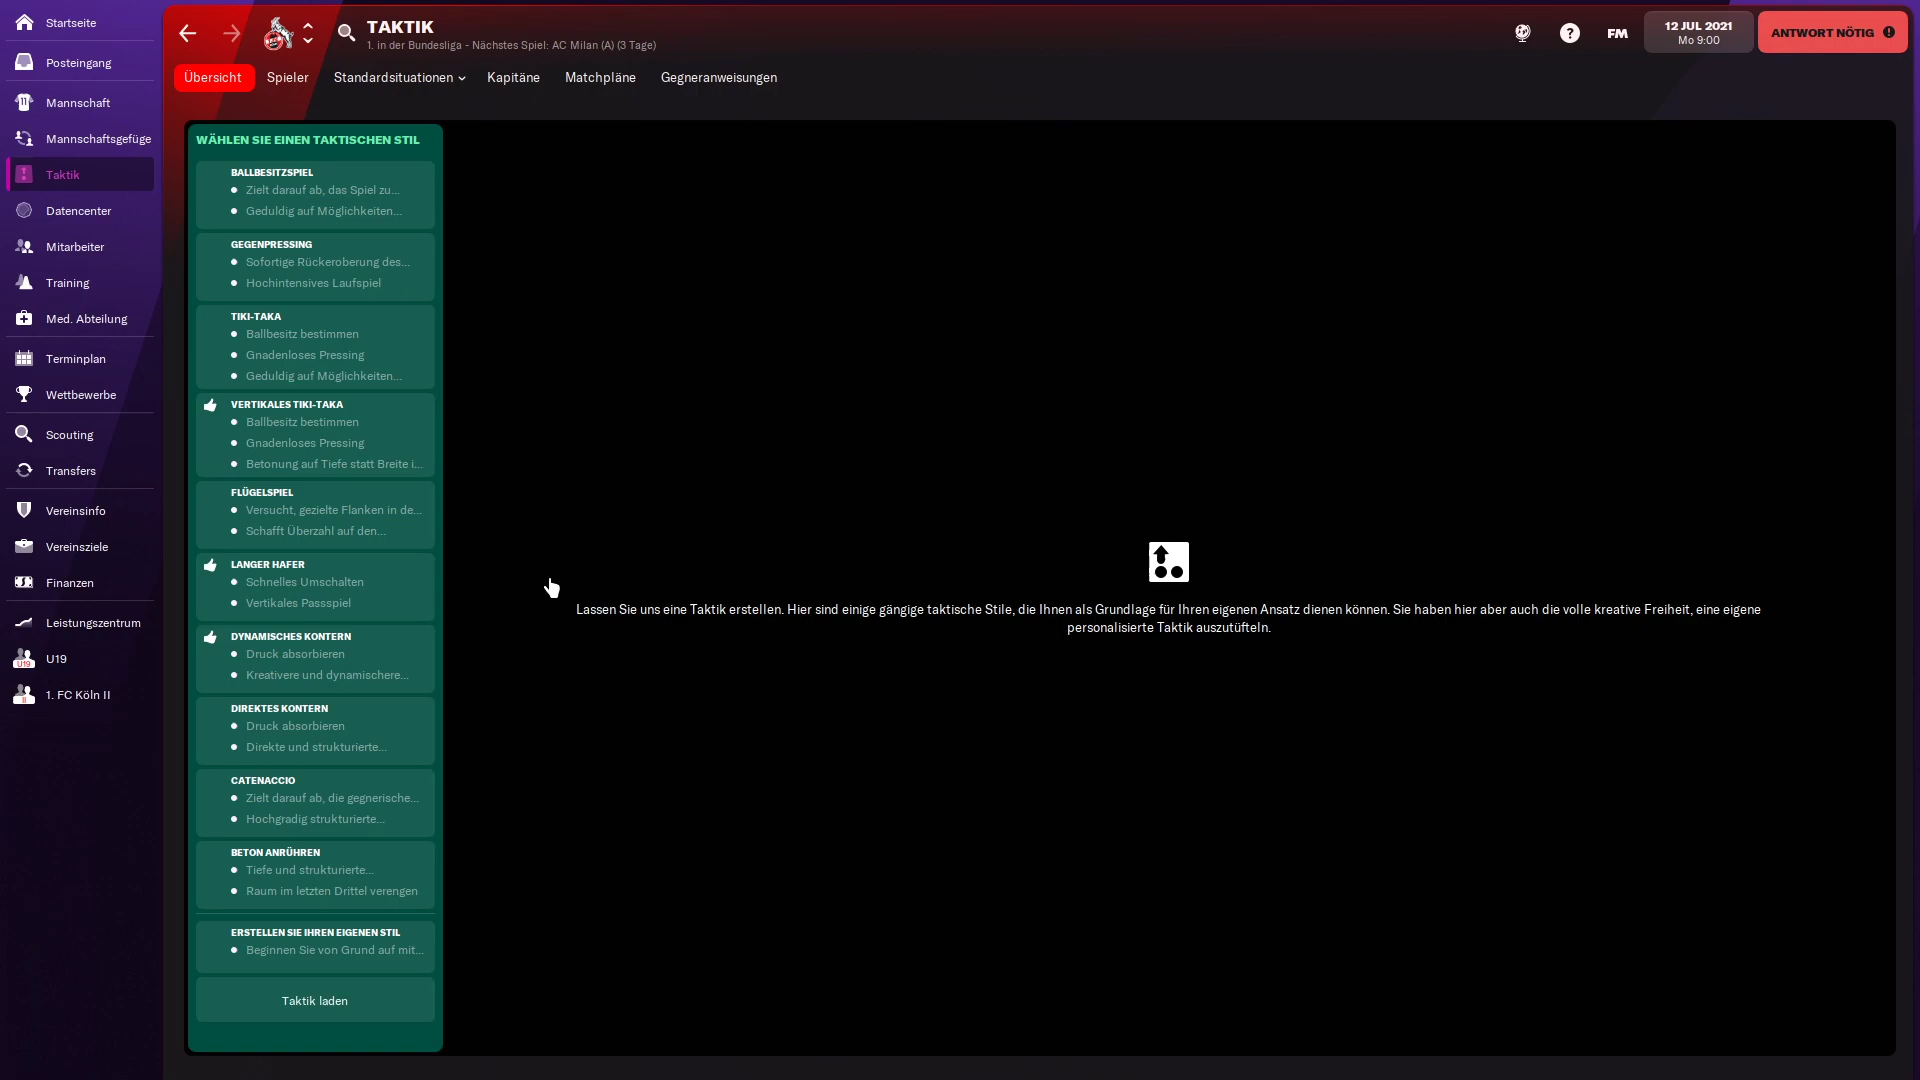 Startseite
Posteingang
Mannschaft
Mannschaftsgefüge
Taktik
Datencenter
Mitarbeiter
Training
Med. Abteilung
Terminplan
Wettbewerbe
Scouting
Transfers
Vereinsinfo
Vereinsziele
Finanzen
Leistungszentrum
U19
U19
1. FC Köln II
TAKTIK
1. in der Bundesliga - Nächstes Spiel: AC Milan (A) (3 Tage)
FM
12 JUL 2021
Mo 9:00
ANTWORT NÖTIG
Übersicht
Spieler
Standardsituationen
Kapitäne
Matchpläne
Gegneranweisungen
WÄHLEN SIE EINEN TAKTISCHEN STIL
BALLBESITZSPIEL
Zielt darauf ab, das Spiel zu...
Geduldig auf Möglichkeiten...
GEGENPRESSING
Sofortige Rückeroberung des...
Hochintensives Laufspiel
TIKI-TAKA
Ballbesitz bestimmen
Gnadenloses Pressing
Geduldig auf Möglichkeiten...
VERTIKALES TIKI-TAKA
Ballbesitz bestimmen
Gnadenloses Pressing
Betonung auf Tiefe statt Breite i...
FLÜGELSPIEL
Versucht, gezielte Flanken in de...
Schafft Überzahl auf den...
LANGER HAFER
Schnelles Umschalten
Vertikales Passspiel
DYNAMISCHES KONTERN
Druck absorbieren
Kreativere und dynamischere...
DIREKTES KONTERN
Druck absorbieren
Direkte und strukturierte...
CATENACCIO
Zielt darauf ab, die gegnerische...
Hochgradig strukturierte...
BETON ANRÜHREN
Tiefe und strukturierte...
Raum im letzten Drittel verengen
ERSTELLEN SIE IHREN EIGENEN STIL
Beginnen Sie von Grund auf mit...
Taktik laden
Lassen Sie uns eine Taktik erstellen. Hier sind einige gängige taktische Stile, die Ihnen als Grundlage für Ihren eigenen Ansatz dienen können. Sie haben hier aber auch die volle kreative Freiheit, eine eigene
personalisierte Taktik auszutüfteln.